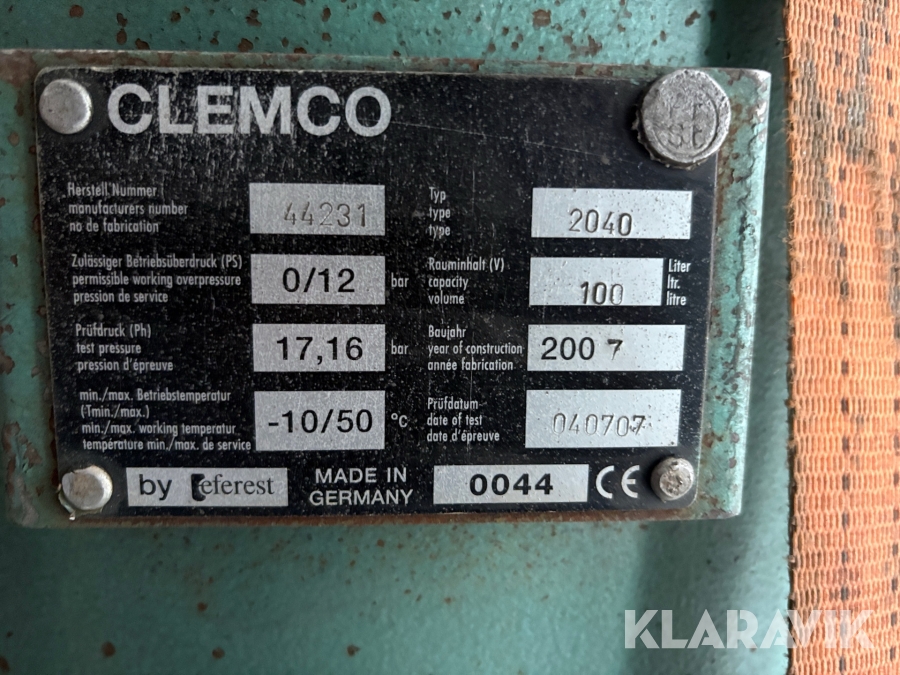 CLEMCO
Herstell Nummer
manufacturers number
no de fabrication
44231
Typ
type
type
2040
Zulässiger Betriebsüberdruck (PS)
permissible working overpressure
pression de service
0/12 bar
Rauminhalt (V)
capacity
volume
100
Liter
ltr.
litre
Prüfdruck (Ph)
test pressure
pression d'épreuve
17,16 bar
Baujahr
year of construction
année fabrication
200 7
min./max. Betriebstemperatur
(Tmin./max.)
min./max. working temperatur
température min./max. de service
-10/50 °C
Prüfdatum
date of test
date d'épreuve
040707
by eferest
MADE IN
GERMANY
0044 CE
KLARAVIK